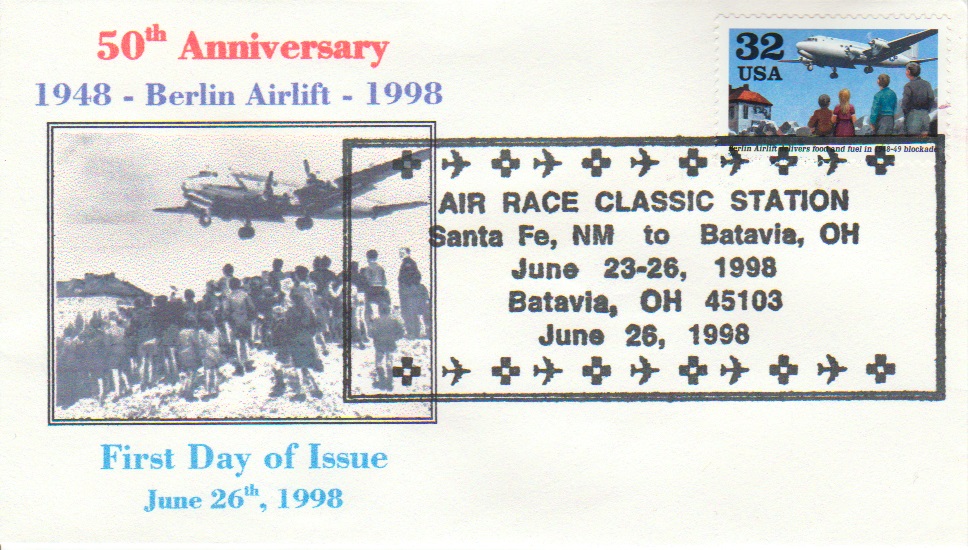 50th Anniversary
1948 - Berlin Airlift - 1998
32
USA
Berlin Airlift delivers food and fuel in 1948-49 blockade
AIR RACE CLASSIC STATION
Santa Fe, NM to Batavia, OH
June 23-26, 1998
Batavia, OH 45103
June 26, 1998
First Day of Issue
June 26th, 1998